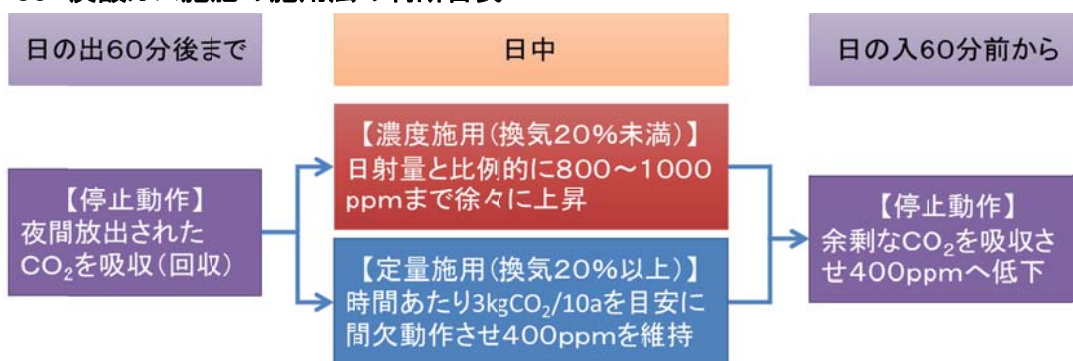 日の出60分後まで
日中
日の入60分前から
【停止動作】
夜間放出された
CO₂を吸収(回収)
【濃度施用(換気20%未満)】
日射量と比例的に800～1000
ppmまで徐々に上昇
【定量施用(換気20%以上)】
時間あたり3kgCO₂/10aを目安に
間欠動作させ400ppmを維持
【停止動作】
余剰なCO₂を吸収さ
せ400ppmへ低下